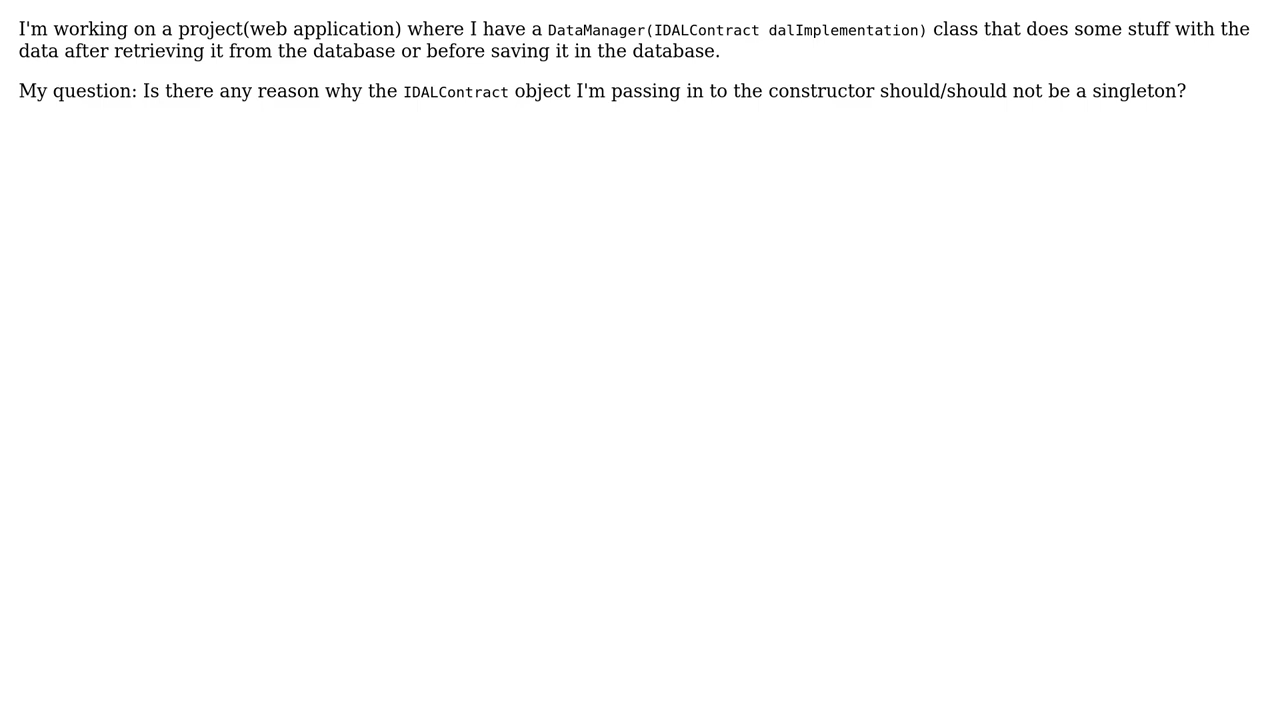 I'm working on a project(web application) where I have a DataManager(IDALContract dalImplementation) class that does some stuff with the
data after retrieving it from the database or before saving it in the database.
My question: Is there any reason why the IDALContract object I'm passing in to the constructor should/should not be a singleton?